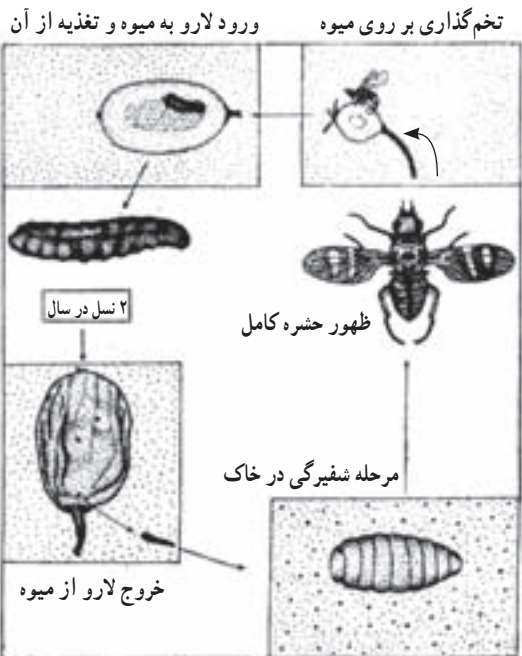 تخم‌گذاری بر روی میوه
ورود لارو به میوه و تغذیه از آن
۲ نسل در سال
ظهور حشره کامل
مرحله شفیرگی در خاک
خروج لارو از میوه